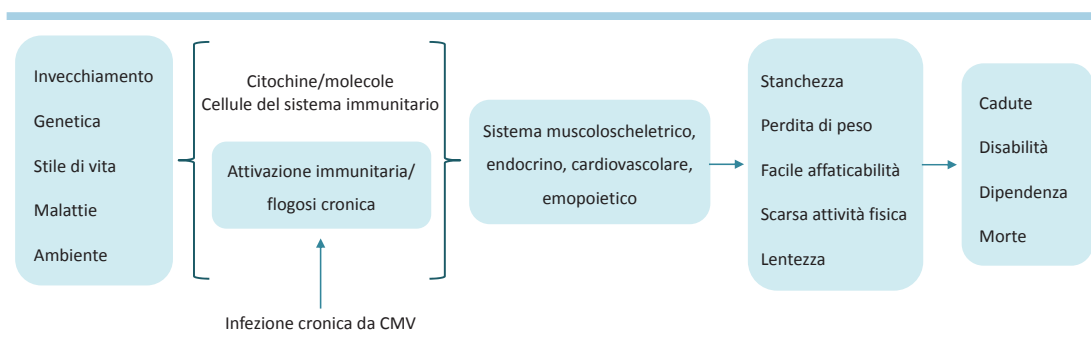 Invecchiamento
Genetica
Stile di vita
Malattie
Ambiente
Citochine/molecole
Cellule del sistema immunitario
Attivazione immunitaria/
flogosi cronica
Infezione cronica da CMV
Sistema muscoloscheletrico,
endocrino, cardiovascolare,
emopoietico
Stanchezza
Perdita di peso
Facile affaticabilità
Scarsa attività fisica
Lentezza
Cadute
Disabilità
Dipendenza
Morte